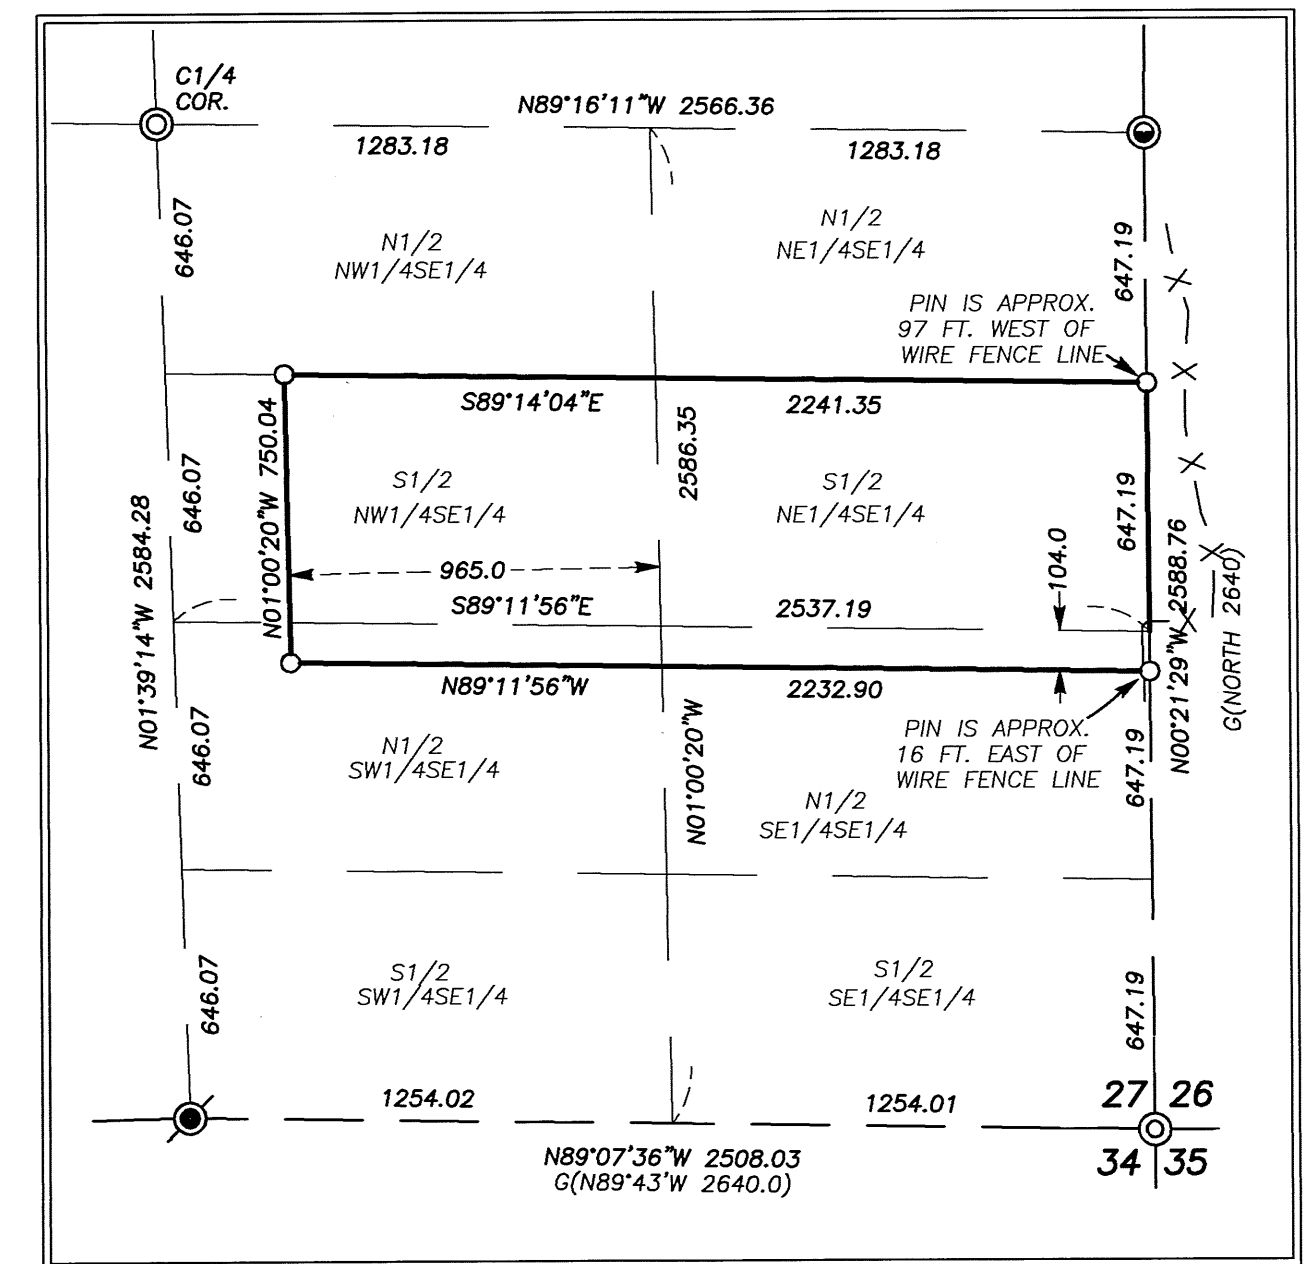 C1/4
COR.
N89°16'11"W 2566.36
1283.18
1283.18
646.07
647.19
N1/2
NW1/4SE1/4
N1/2
NE1/4SE1/4
PIN IS APPROX.
97 FT. WEST OF
WIRE FENCE LINE
S89°14'04"E
2241.35
N01°00'20"W 750.04
2586.35
646.07
647.19
S1/2
NW1/4SE1/4
S1/2
NE1/4SE1/4
N01°39'14"W 2584.28
965.0
104.0
S89°11'56"E
2537.19
N00°21'29"W 2588.76
G(NORTH 2640)
N89°11'56"W
2232.90
PIN IS APPROX.
16 FT. EAST OF
WIRE FENCE LINE
646.07
N1/2
SW1/4SE1/4
N01°00'20"W
647.19
N1/2
SE1/4SE1/4
646.07
S1/2
SW1/4SE1/4
S1/2
SE1/4SE1/4
647.19
1254.02
1254.01
27 26
34 35
N89°07'36"W 2508.03
G(N89°43'W 2640.0)